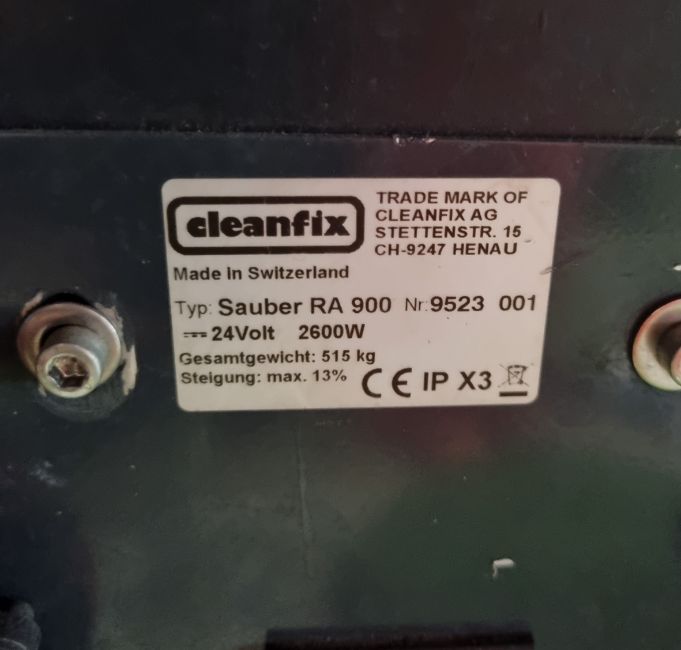 cleanfix
TRADE MARK OF
CLEANFIX AG
STETTENSTR. 15
CH-9247 HENAU
Made in Switzerland
Typ: Sauber RA 900 Nr:9523 001
24Volt 2600W
Gesamtgewicht: 515 kg
Steigung: max. 13%
CE IP X3